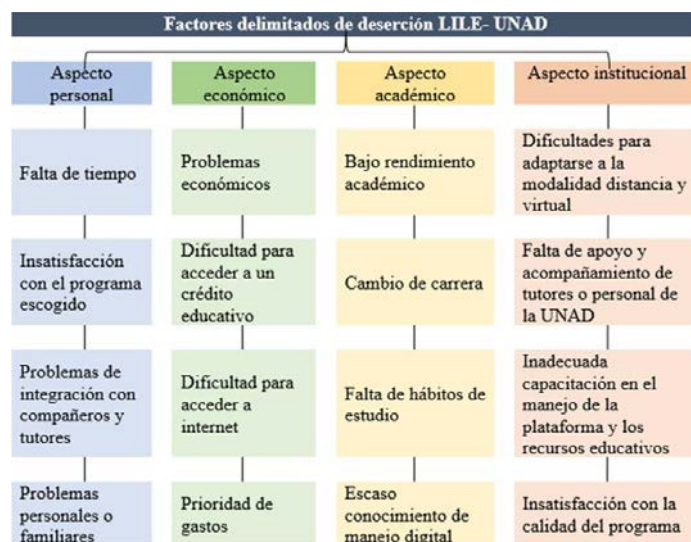 Factores delimitados de deserción LILE- UNAD
Aspecto
personal
Aspecto
económico
Aspecto
académico
Aspecto institucional
Falta de tiempo
Problemas
económicos
Bajo rendimiento
académico
Dificultades para
adaptarse a la
modalidad distancia y
virtual
Insatisfacción
con el programa
escogido
Dificultad para
acceder a un
crédito
educativo
Cambio de carrera
Falta de apoyo y
acompañamiento de
tutores o personal de
la UNAD
Problemas de
integración con
compañeros y
tutores
Dificultad para
acceder a
internet
Falta de hábitos de
estudio
Inadecuada
capacitación en el
manejo de la
plataforma y los
recursos educativos
Problemas
personales o
familiares
Prioridad de
gastos
Escaso
conocimiento de
manejo digital
Insatisfacción con la
calidad del programa